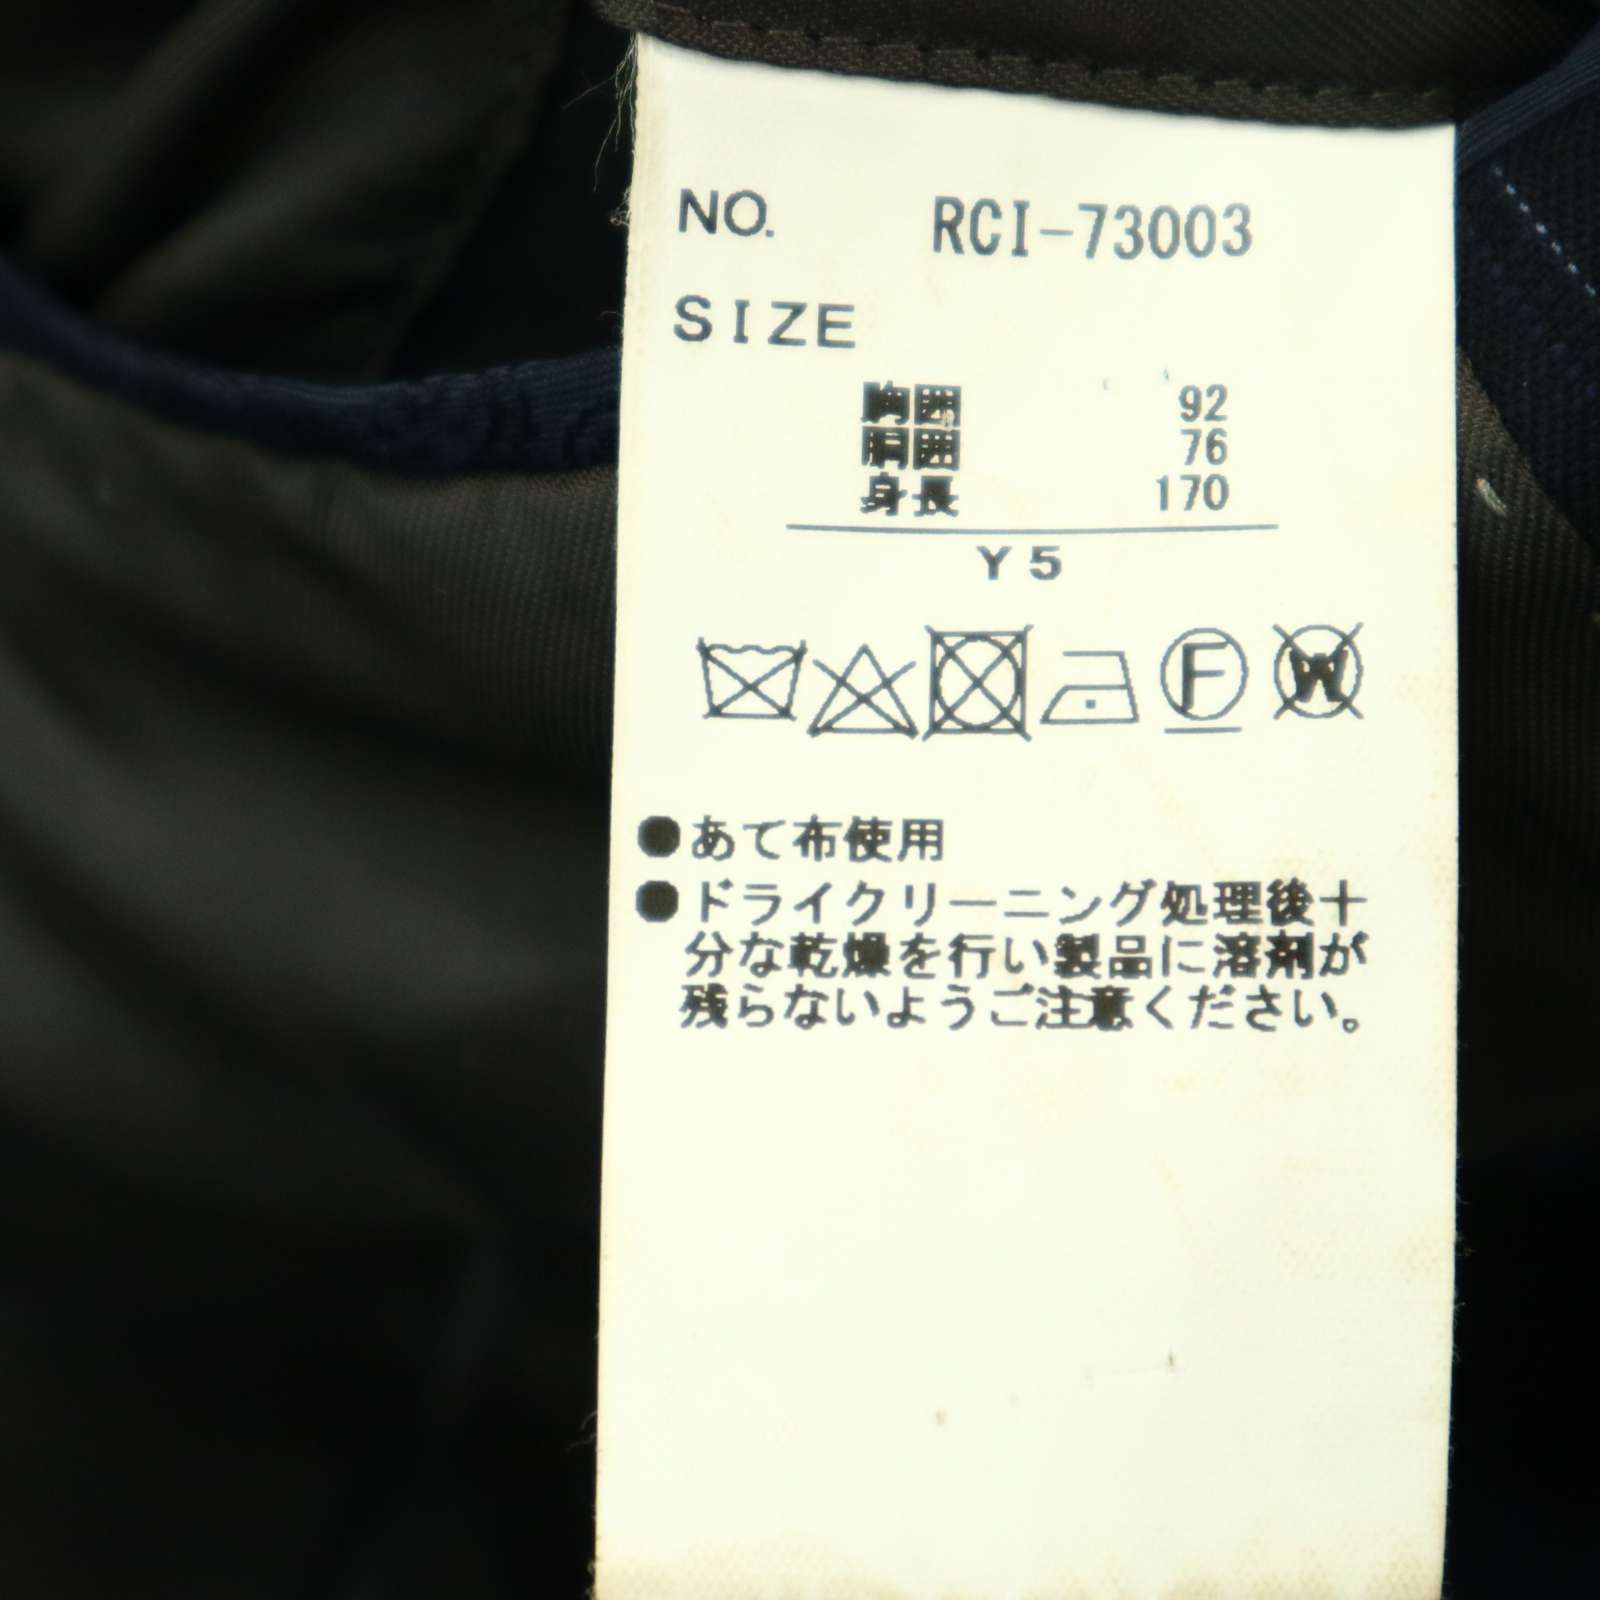 NO. RCI-73003
SIZE
胸囲 92
胴囲 76
身長 170
Y5
F W
●あて布使用
●ドライクリーニング処理後十
分な乾燥を行い製品に溶剤が
残らないようご注意ください。